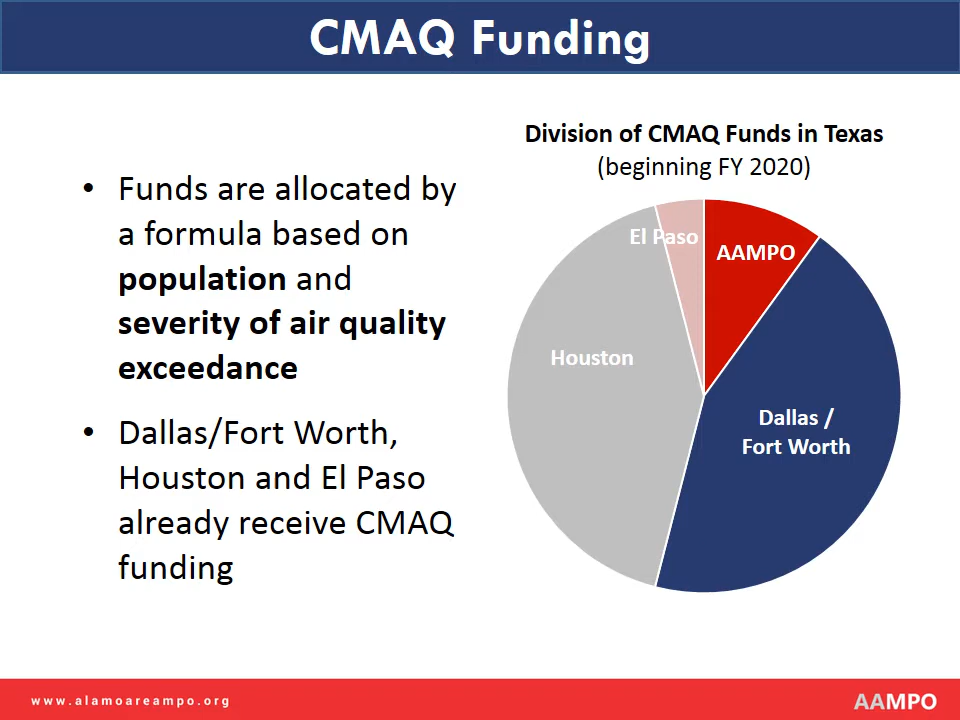 CMAQ Funding
• Funds are allocated by
a formula based on
population and
severity of air quality
exceedance
• Dallas/Fort Worth,
Houston and El Paso
already receive CMAQ
funding
Division of CMAQ Funds in Texas
(beginning FY 2020)
El Paso
AAMPO
Houston
Dallas /
Fort Worth
www.alamoareampo.org
AAMPO